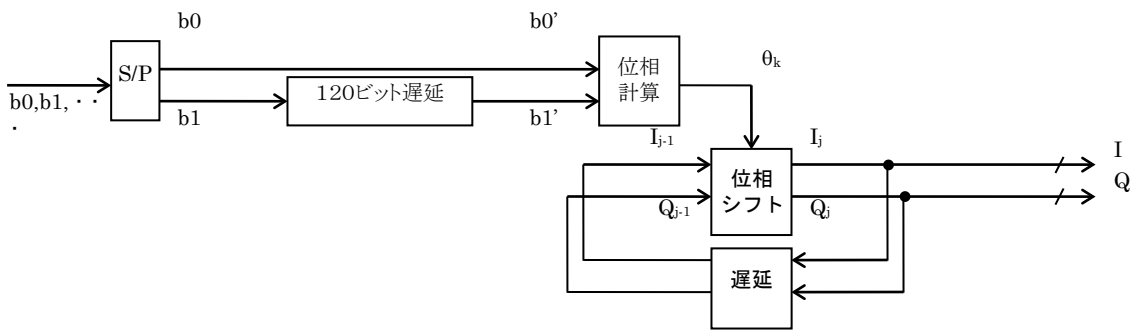 b0
b0’
S/P
位相
計算
θk
120ビット遅延
b0,b1, ・・
・
b1
b1’
Ij-1
Ij
I
位相
シフト
Q
Qj-1
Qj
遅延